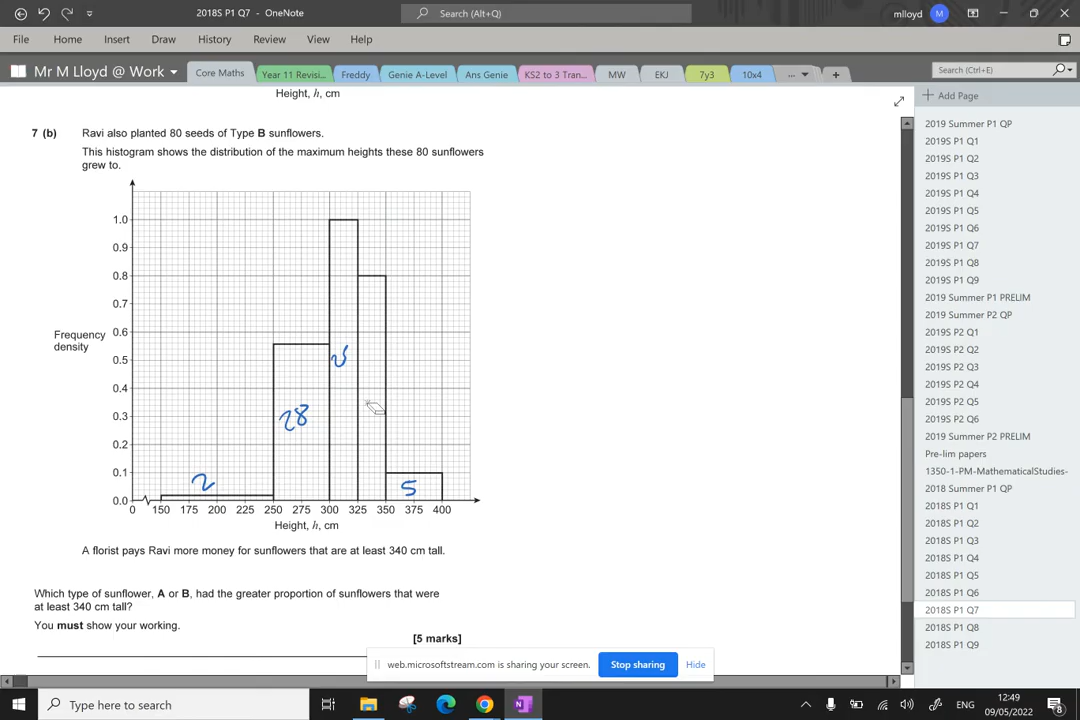 2018S P1 Q7 - OneNote
Search (Alt+Q)
mlloyd M
File Home Insert Draw History Review View Help
Mr M Lloyd @ Work
Core Maths
Year 11 Revisi...
Freddy
Genie A-Level
Ans Genie
KS2 to 3 Tran...
MW
EKJ
7y3
10x4
...
Search (Ctrl+E)
Height, h, cm
7 (b) Ravi also planted 80 seeds of Type B sunflowers.
This histogram shows the distribution of the maximum heights these 80 sunflowers
grew to.
1.0
0.9
0.8
0.7
0.6
0.5
0.4
0.3
0.2
0.1
0.0
Frequency
density
2
28
5
0 150 175 200 225 250 275 300 325 350 375 400
Height, h, cm
A florist pays Ravi more money for sunflowers that are at least 340 cm tall.
Which type of sunflower, A or B, had the greater proportion of sunflowers that were
at least 340 cm tall?
You must show your working.
[5 marks]
Add Page
2019 Summer P1 QP
2019S P1 Q1
2019S P1 Q2
2019S P1 Q3
2019S P1 Q4
2019S P1 Q5
2019S P1 Q6
2019S P1 Q7
2019S P1 Q8
2019S P1 Q9
2019 Summer P1 PRELIM
2019 Summer P2 QP
2019S P2 Q1
2019S P2 Q2
2019S P2 Q3
2019S P2 Q4
2019S P2 Q5
2019S P2 Q6
2019 Summer P2 PRELIM
Pre-lim papers
1350-1-PM-MathematicalStudies-
2018 Summer P1 QP
2018S P1 Q1
2018S P1 Q2
2018S P1 Q3
2018S P1 Q4
2018S P1 Q5
2018S P1 Q6
2018S P1 Q7
2018S P1 Q8
2018S P1 Q9
web.microsoftstream.com is sharing your screen.
Stop sharing
Hide
Type here to search
ENG
12:49
09/05/2022
8